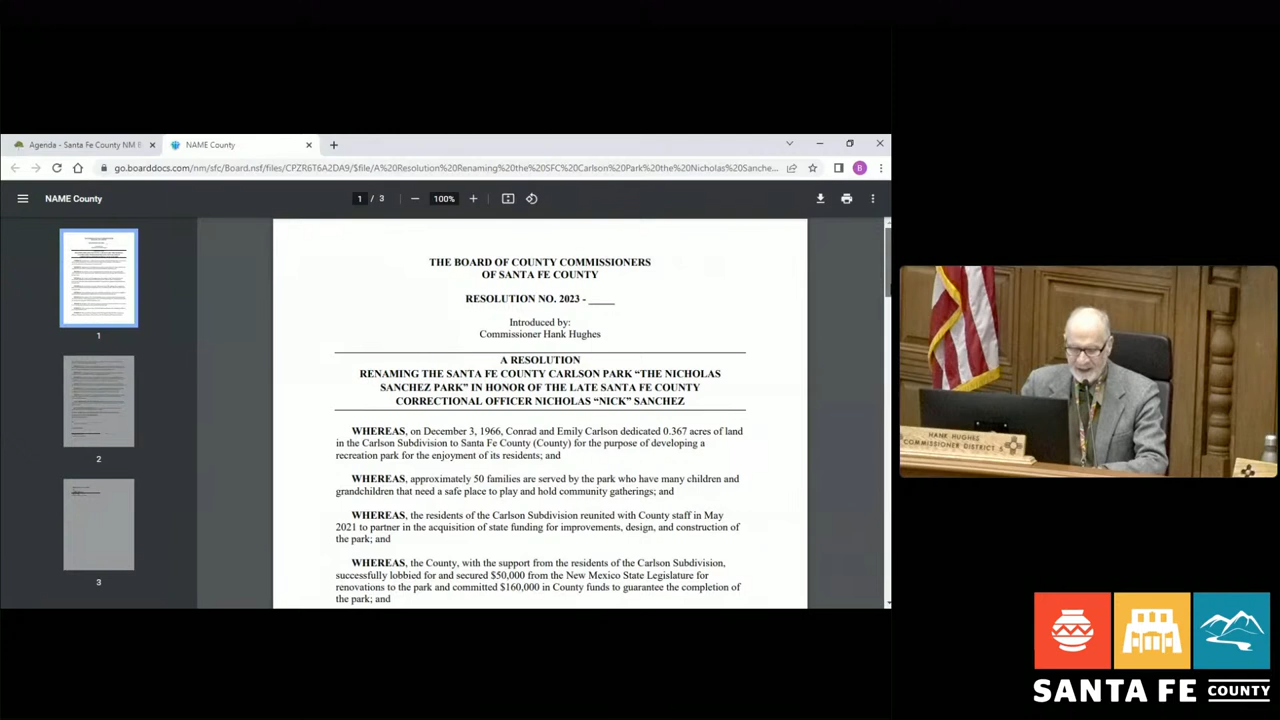 Agenda - Santa Fe County NM B
NAME County
go.boarddocs.com/nm/sfc/Board.nsf/files/CPZR6T6A2DA9/$file/A%20Resolution%20Renaming%20the%20SFC%20Carlson%20Park%20the%20Nicholas%20Sanche...
B
NAME County
1 / 3
100%
1
2
3
THE BOARD OF COUNTY COMMISSIONERS
OF SANTA FE COUNTY
RESOLUTION NO. 2023 - _____
Introduced by:
Commissioner Hank Hughes
A RESOLUTION
RENAMING THE SANTA FE COUNTY CARLSON PARK “THE NICHOLAS
SANCHEZ PARK” IN HONOR OF THE LATE SANTA FE COUNTY
CORRECTIONAL OFFICER NICHOLAS “NICK” SANCHEZ
WHEREAS, on December 3, 1966, Conrad and Emily Carlson dedicated 0.367 acres of land
in the Carlson Subdivision to Santa Fe County (County) for the purpose of developing a
recreation park for the enjoyment of its residents; and
WHEREAS, approximately 50 families are served by the park who have many children and
grandchildren that need a safe place to play and hold community gatherings; and
WHEREAS, the residents of the Carlson Subdivision reunited with County staff in May
2021 to partner in the acquisition of state funding for improvements, design, and construction of
the park; and
WHEREAS, the County, with the support from the residents of the Carlson Subdivision,
successfully lobbied for and secured $50,000 from the New Mexico State Legislature for
renovations to the park and committed $160,000 in County funds to guarantee the completion of
the park; and
HANK HUGHES
COMMISSIONER DISTRICT 5
SANTA FE COUNTY